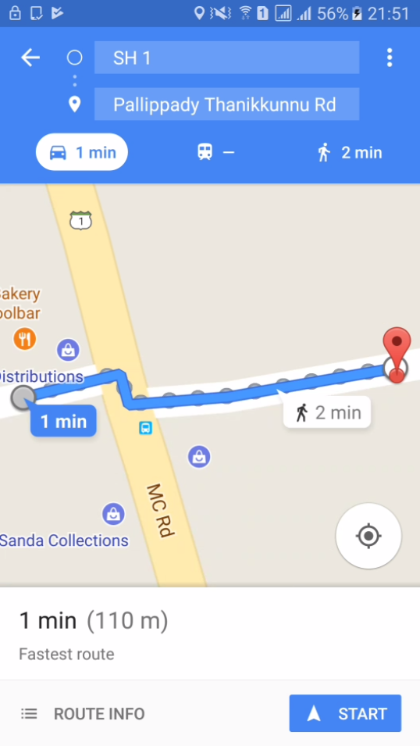 56% 21:51
SH 1
Pallippady Thanikkunnu Rd
1 min
–
2 min
1
akery
olbar
istributions
1 min
2 min
MC Rd
Sanda Collections
1 min (110 m)
Fastest route
ROUTE INFO
START